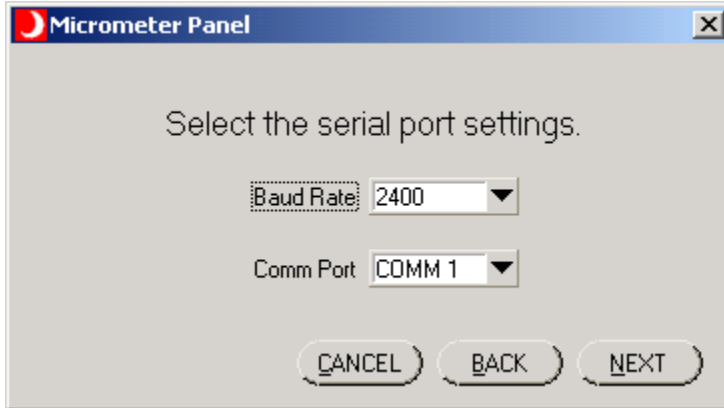 Micrometer Panel
Select the serial port settings.
Baud Rate 2400
Comm Port COMM 1
CANCEL BACK NEXT